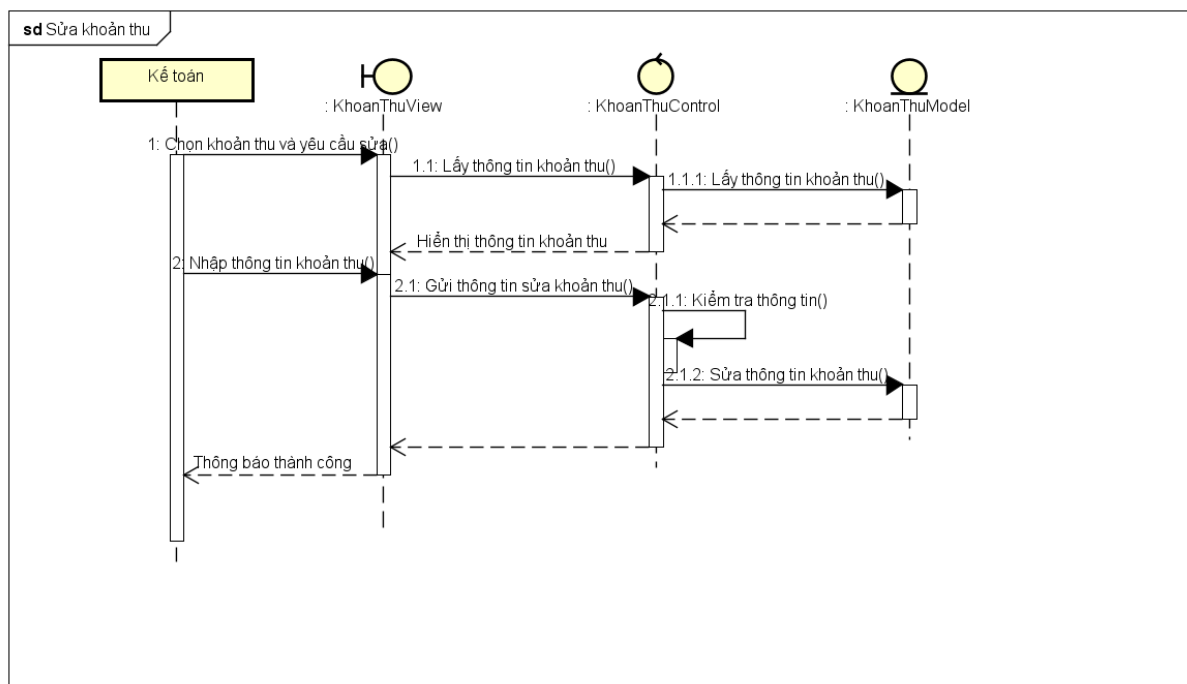 sd Sửa khoản thu
Kế toán
: KhoanThuView
: KhoanThuControl
: KhoanThuModel
1: Chọn khoản thu và yêu cầu sửa()
1.1: Lấy thông tin khoản thu()
1.1.1: Lấy thông tin khoản thu()
Hiển thị thông tin khoản thu
2: Nhập thông tin khoản thu()
2.1: Gửi thông tin sửa khoản thu()
2.1.1: Kiểm tra thông tin()
2.1.2: Sửa thông tin khoản thu()
Thông báo thành công